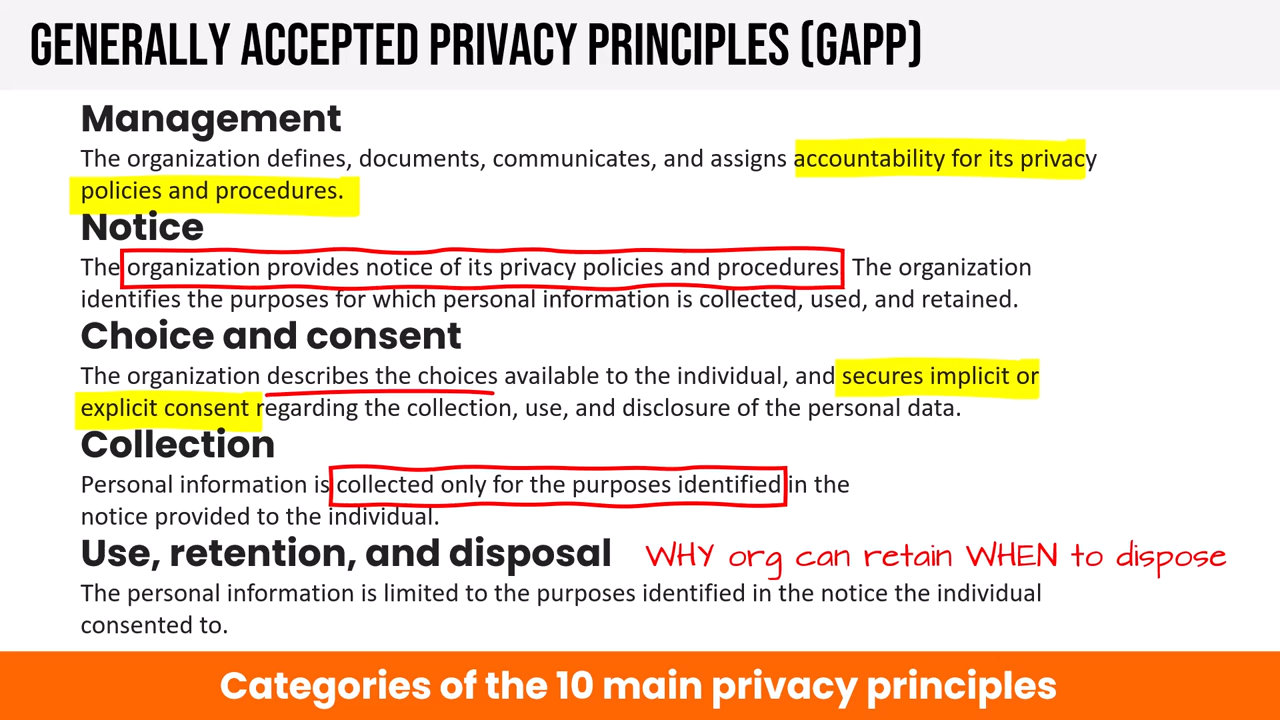 GENERALLY ACCEPTED PRIVACY PRINCIPLES (GAPP)
Management
The organization defines, documents, communicates, and assigns accountability for its privacy
policies and procedures.
Notice
The organization provides notice of its privacy policies and procedures. The organization
identifies the purposes for which personal information is collected, used, and retained.
Choice and consent
The organization describes the choices available to the individual, and secures implicit or
explicit consent regarding the collection, use, and disclosure of the personal data.
Collection
Personal information is collected only for the purposes identified in the
notice provided to the individual.
Use, retention, and disposal WHY org can retain WHEN to dispose
The personal information is limited to the purposes identified in the notice the individual
consented to.
Categories of the 10 main privacy principles